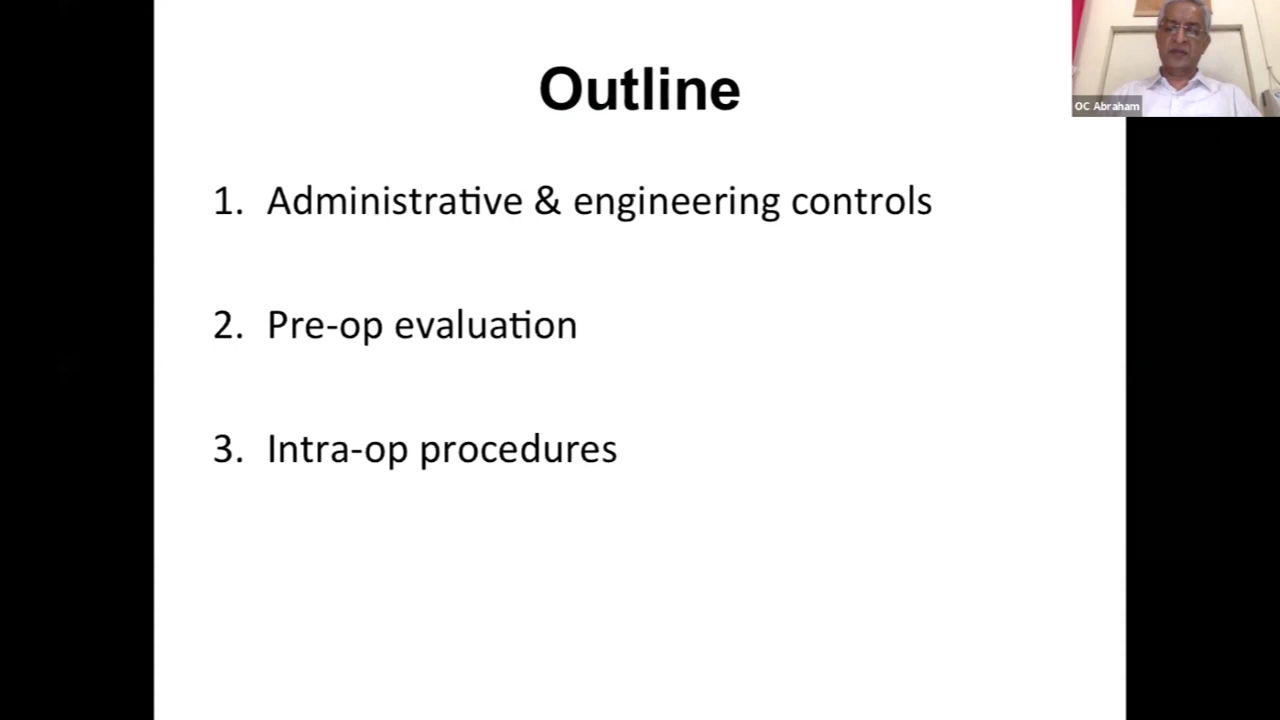 Outline
OC Abraham
1. Administrative & engineering controls
2. Pre-op evaluation
3. Intra-op procedures